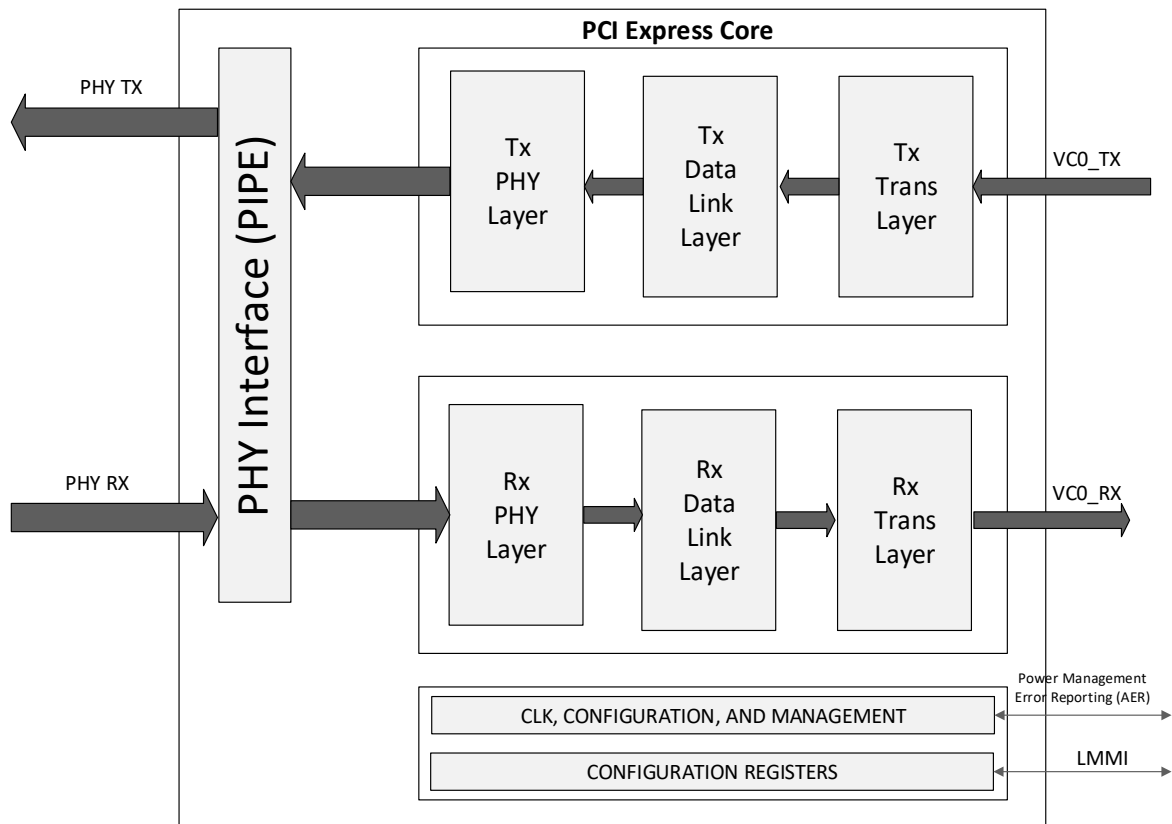 PCI Express Core
PHY TX
PHY Interface (PIPE)
Tx
PHY
Layer
Tx
Data
Link
Layer
Tx
Trans
Layer
VC0_TX
PHY RX
Rx
PHY
Layer
Rx
Data
Link
Layer
Rx
Trans
Layer
VC0_RX
Power Management
Error Reporting (AER)
CLK, CONFIGURATION, AND MANAGEMENT
CONFIGURATION REGISTERS
LMMI